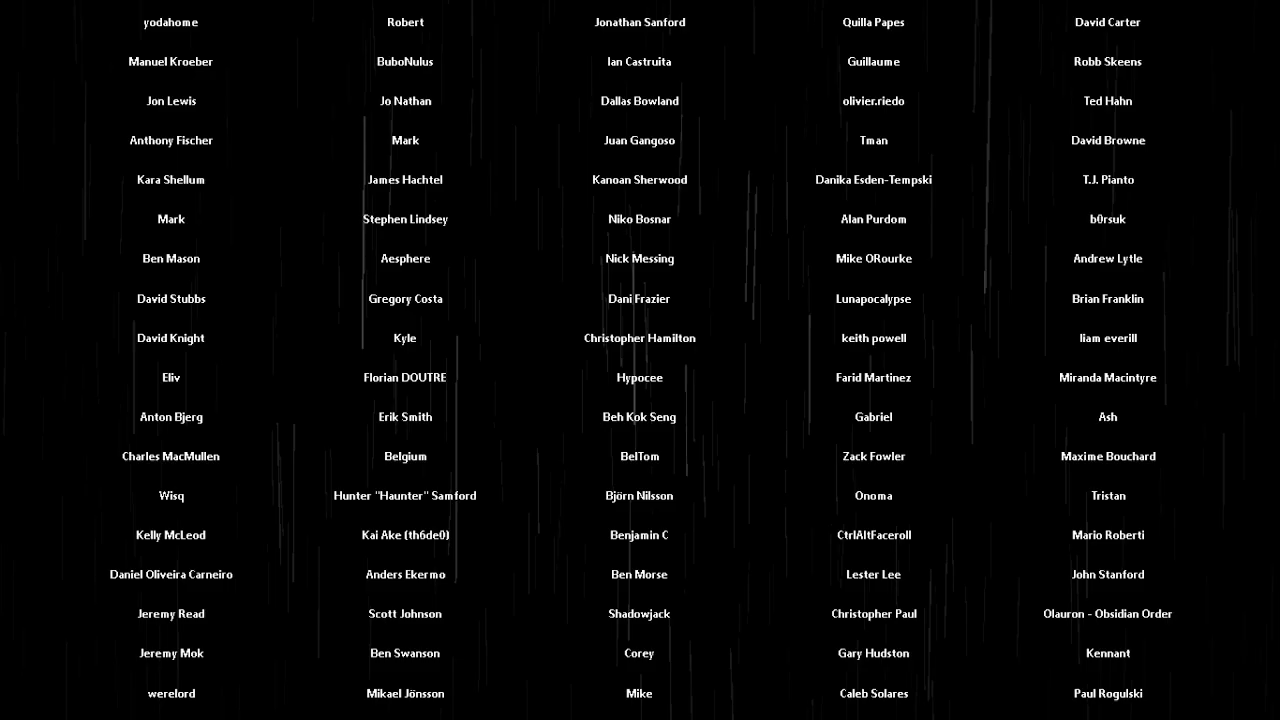 yodahome Robert Jonathan Sanford Quilla Papes David Carter
Manuel Kroeber BuboNulus Ian Castruita Guillaume Robb Skeens
Jon Lewis Jo Nathan Dallas Bowland olivier.riedo Ted Hahn
Anthony Fischer Mark Juan Gangoso Tman David Browne
Kara Shellum James Hachtel Kanoan Sherwood Danika Esden-Tempski T.J. Pianto
Mark Stephen Lindsey Niko Bosnar Alan Purdom b0rsuk
Ben Mason Aesphere Nick Messing Mike ORourke Andrew Lytle
David Stubbs Gregory Costa Dani Frazier Lunapocalypse Brian Franklin
David Knight Kyle Christopher Hamilton keith powell liam everill
Eliv Florian DOUTRE Hypocee Farid Martinez Miranda Macintyre
Anton Bjerg Erik Smith Beh Kok Seng Gabriel Ash
Charles MacMullen Belgium BelTom Zack Fowler Maxime Bouchard
Wisq Hunter "Haunter" Samford Björn Nilsson Onoma Tristan
Kelly McLeod Kai Ake (th6de0) Benjamin C CtrlAltFaceroll Mario Roberti
Daniel Oliveira Carneiro Anders Ekermo Ben Morse Lester Lee John Stanford
Jeremy Read Scott Johnson Shadowjack Christopher Paul Olauron - Obsidian Order
Jeremy Mok Ben Swanson Corey Gary Hudston Kennant
werelord Mikael Jönsson Mike Caleb Solares Paul Rogulski